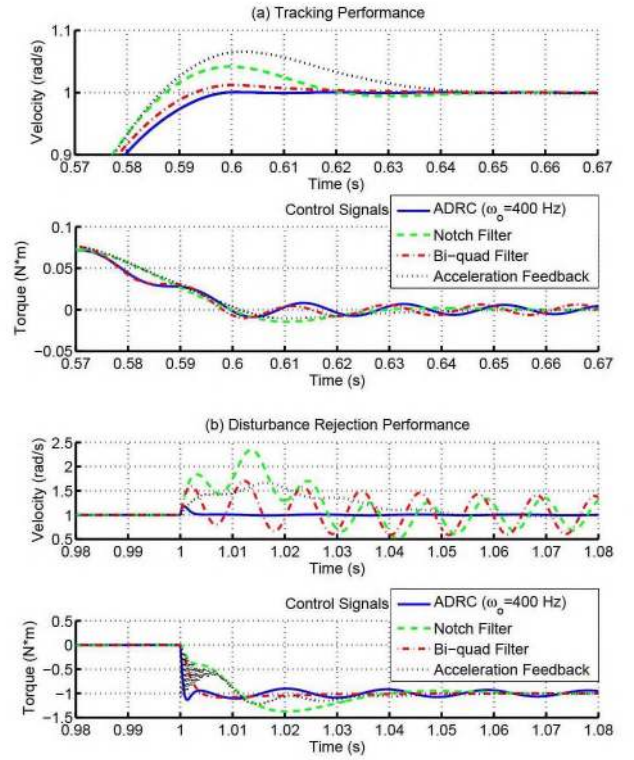 (a) Tracking Performance
Velocity (rad/s)
1.1
1
0.9
0.57 0.58 0.59 0.6 0.61 0.62 0.63 0.64 0.65 0.66 0.67
Time (s)
Control Signals
ADRC (ω_o=400 Hz)
Notch Filter
Bi-quad Filter
Acceleration Feedback
Torque (N*m)
0.1
0.05
0
-0.05
0.57 0.58 0.59 0.6 0.61 0.62 0.63 0.64 0.65 0.66 0.67
Time (s)
(b) Disturbance Rejection Performance
Velocity (rad/s)
2.5
2
1.5
1
0.5
0.98 0.99 1 1.01 1.02 1.03 1.04 1.05 1.06 1.07 1.08
Time (s)
Control Signals
ADRC (ω_o=400 Hz)
Notch Filter
Bi-quad Filter
Acceleration Feedback
Torque (N*m)
0.5
0
-0.5
-1
-1.5
0.98 0.99 1 1.01 1.02 1.03 1.04 1.05 1.06 1.07 1.08
Time (s)